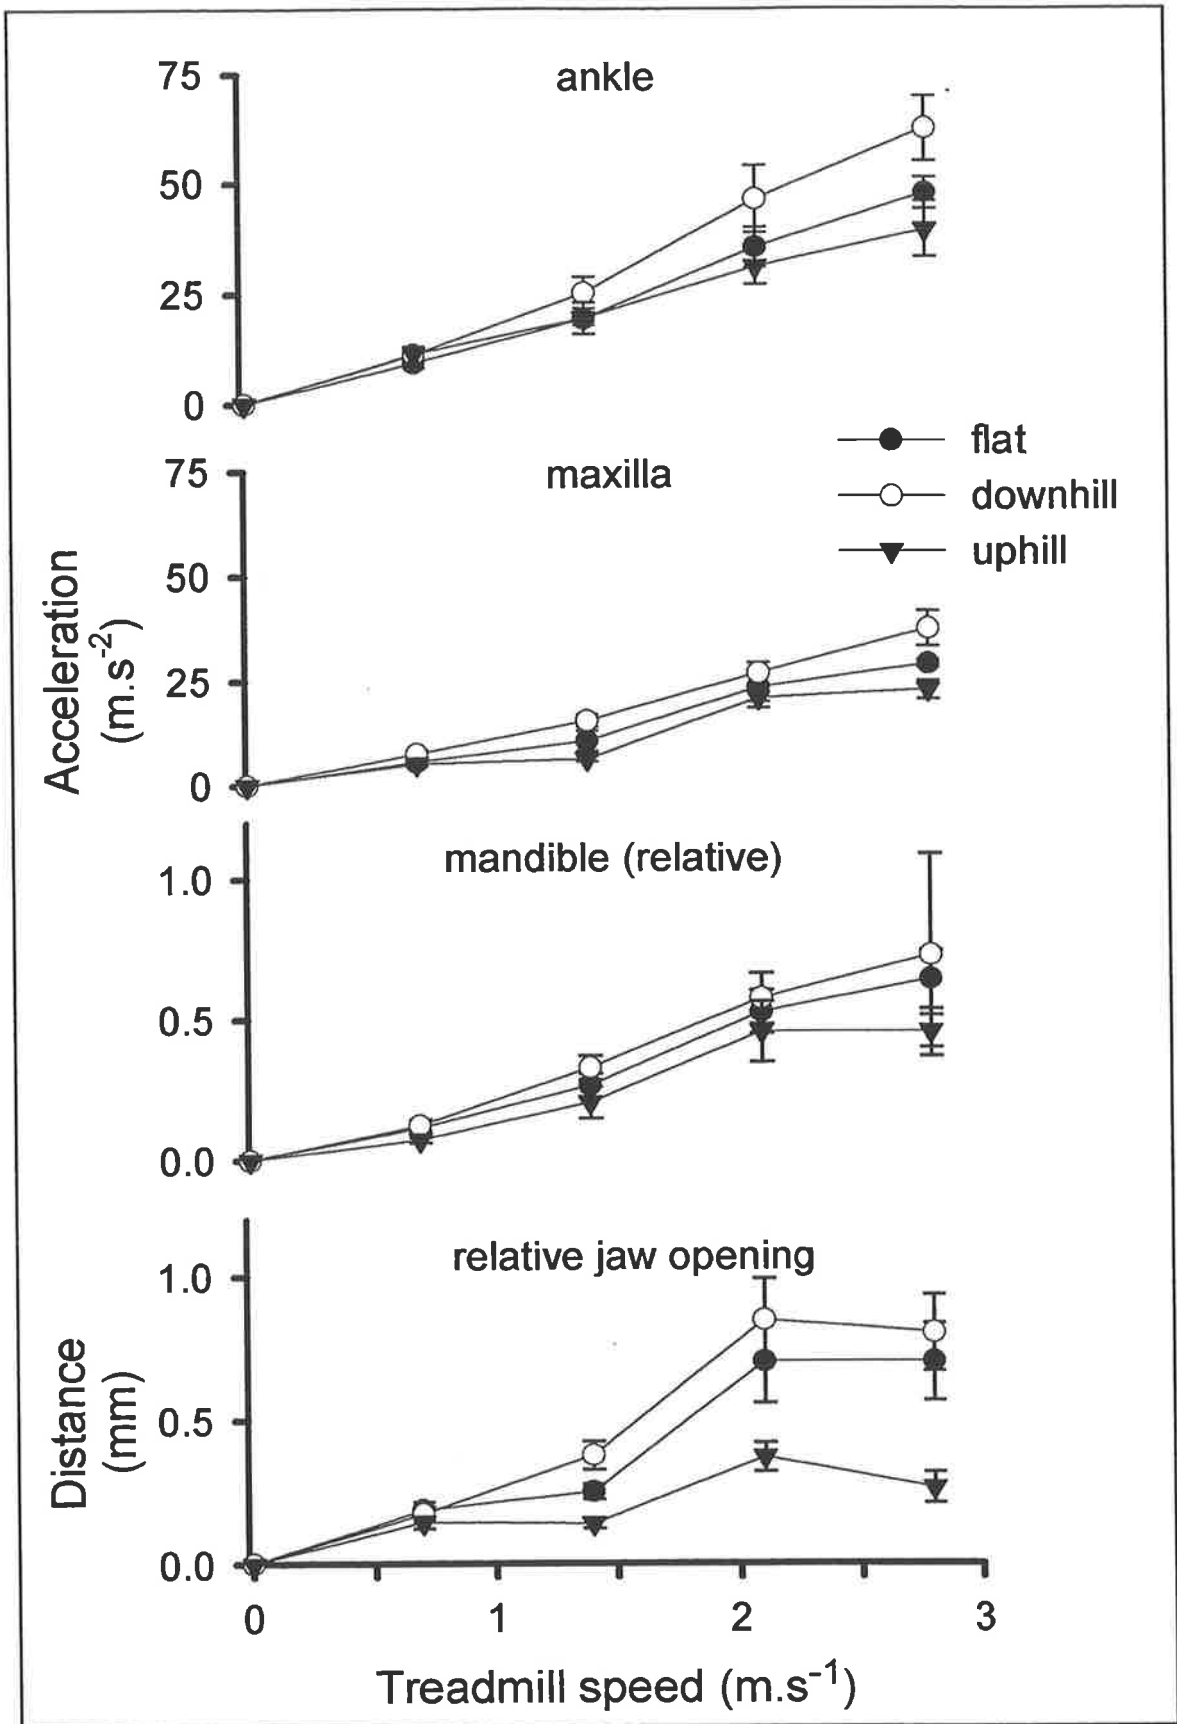 ankle
75
50
25
0
flat
downhill
uphill
maxilla
75
50
25
0
Acceleration
(m.s-2)
mandible (relative)
1.0
0.5
0.0
relative jaw opening
1.0
0.5
0.0
Distance
(mm)
0 1 2 3
Treadmill speed (m.s-1)